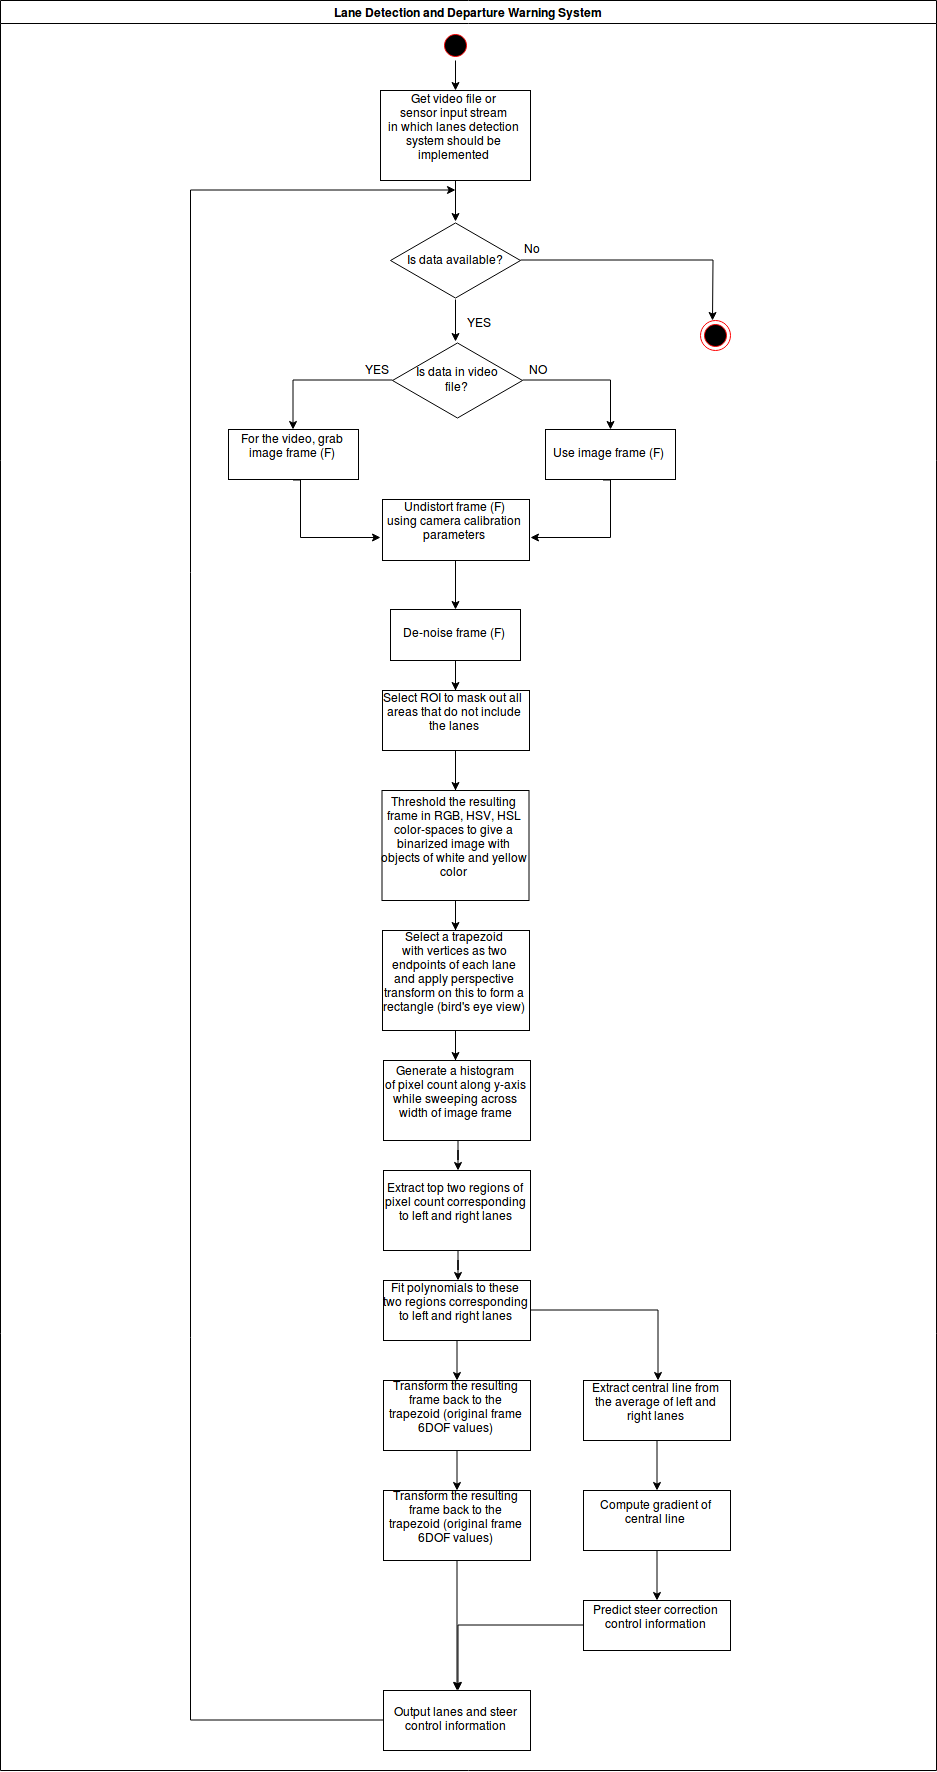 Lane Detection and Departure Warning System
Get video file or
sensor input stream
in which lanes detection
system should be
implemented
Is data available?
No
YES
Is data in video
file?
YES
NO
For the video, grab
image frame (F)
Use image frame (F)
Undistort frame (F)
using camera calibration
parameters
De-noise frame (F)
Select ROI to mask out all
areas that do not include
the lanes
Threshold the resulting
frame in RGB, HSV, HSL
color-spaces to give a
binarized image with
objects of white and yellow
color
Select a trapezoid
with vertices as two
endpoints of each lane
and apply perspective
transform on this to form a
rectangle (bird's eye view)
Generate a histogram
of pixel count along y-axis
while sweeping across
width of image frame
Extract top two regions of
pixel count corresponding
to left and right lanes
Fit polynomials to these
two regions corresponding
to left and right lanes
Transform the resulting
frame back to the
trapezoid (original frame
6DOF values)
Extract central line from
the average of left and
right lanes
Transform the resulting
frame back to the
trapezoid (original frame
6DOF values)
Compute gradient of
central line
Predict steer correction
control information
Output lanes and steer
control information